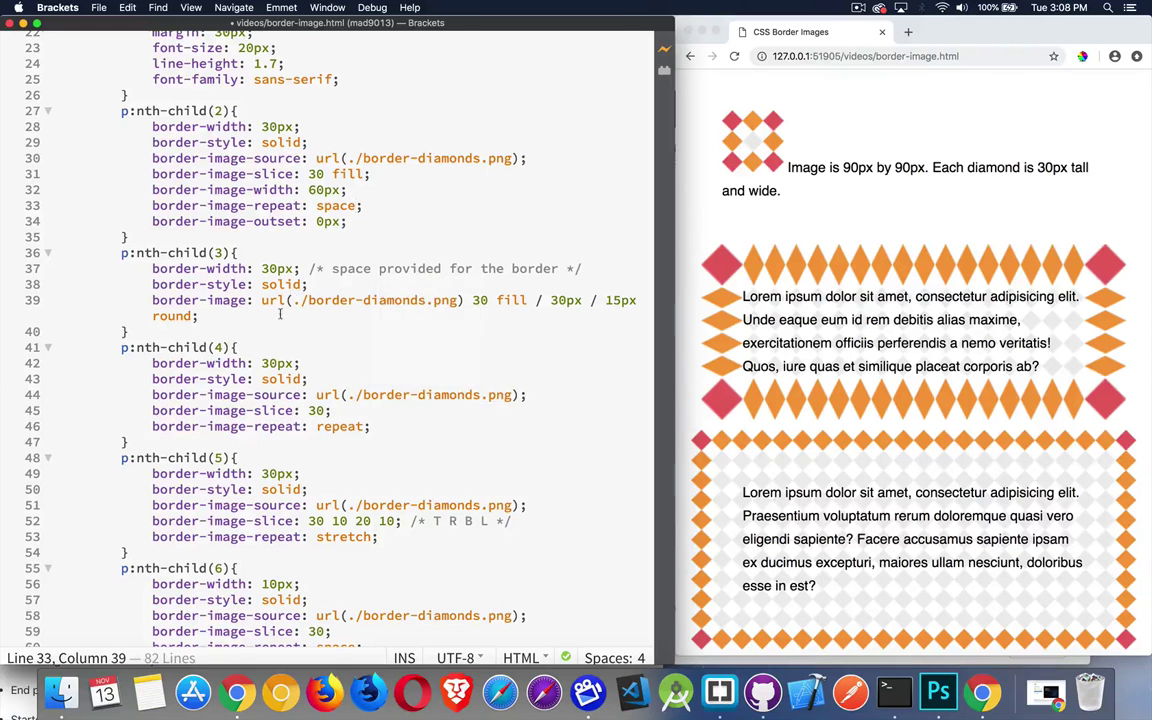 Brackets File Edit Find View Navigate Emmet Window Debug Help 100% Tue 3:08 PM
• videos/border-image.html (mad9013) — Brackets
22 margin: 30px;
23 font-size: 20px;
24 line-height: 1.7;
25 font-family: sans-serif;
26 }
27 p:nth-child(2){
28 border-width: 30px;
29 border-style: solid;
30 border-image-source: url(./border-diamonds.png);
31 border-image-slice: 30 fill;
32 border-image-width: 60px;
33 border-image-repeat: space;
34 border-image-outset: 0px;
35 }
36 p:nth-child(3){
37 border-width: 30px; /* space provided for the border */
38 border-style: solid;
39 border-image: url(./border-diamonds.png) 30 fill / 30px / 15px
round;
40 }
41 p:nth-child(4){
42 border-width: 30px;
43 border-style: solid;
44 border-image-source: url(./border-diamonds.png);
45 border-image-slice: 30;
46 border-image-repeat: repeat;
47 }
48 p:nth-child(5){
49 border-width: 30px;
50 border-style: solid;
51 border-image-source: url(./border-diamonds.png);
52 border-image-slice: 30 10 20 10; /* T R B L */
53 border-image-repeat: stretch;
54 }
55 p:nth-child(6){
56 border-width: 10px;
57 border-style: solid;
58 border-image-source: url(./border-diamonds.png);
59 border-image-slice: 30;
Line 33, Column 39 — 82 Lines
INS UTF-8 HTML Spaces: 4
CSS Border Images
127.0.0.1:51905/videos/border-image.html
Image is 90px by 90px. Each diamond is 30px tall
and wide.
Lorem ipsum dolor sit amet, consectetur adipisicing elit.
Unde eaque eum id rem debitis alias maxime,
exercitationem officiis perferendis a nemo veritatis!
Quos, iure quas et similique placeat corporis ab?
Lorem ipsum dolor sit amet, consectetur adipisicing elit.
Praesentium voluptatum rerum doloremque quasi vero
eligendi sapiente? Facere accusamus sapiente ipsam
ex ducimus excepturi, maiores ullam nesciunt, doloribus
esse in est?
NOV
13
Ps
• End p